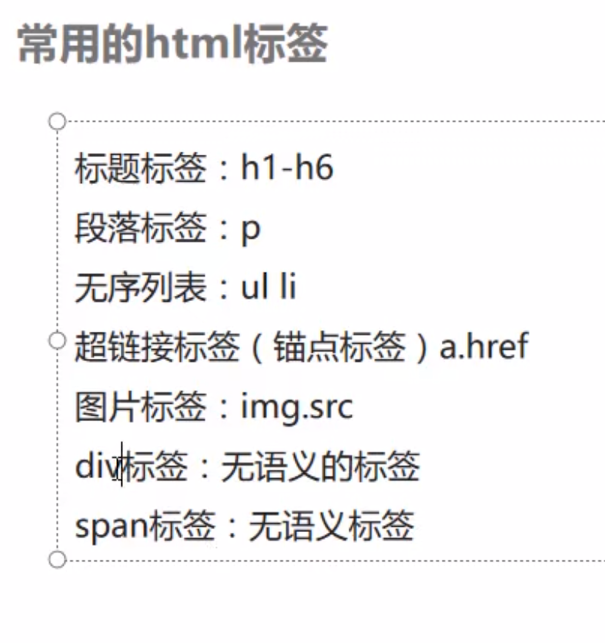 常用的html标签
标题标签：h1-h6
段落标签：p
无序列表：ul li
超链接标签（锚点标签）a.href
图片标签：img.src
div标签：无语义的标签
span标签：无语义标签